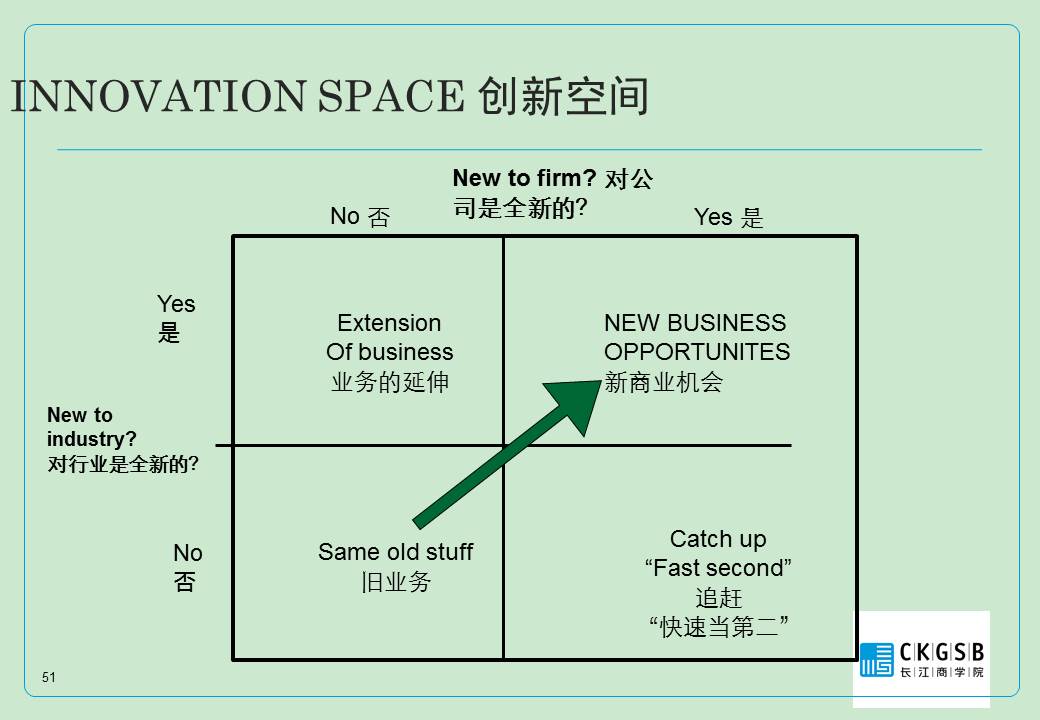 INNOVATION SPACE 创新空间
New to firm? 对公
司是全新的?
No 否
Yes 是
Yes
是
Extension
Of business
业务的延伸
NEW BUSINESS
OPPORTUNITES
新商业机会
New to
industry?
对行业是全新的?
No
否
Same old stuff
旧业务
Catch up
“Fast second”
追赶
“快速当第二”
CKGSB
长江商学院
51